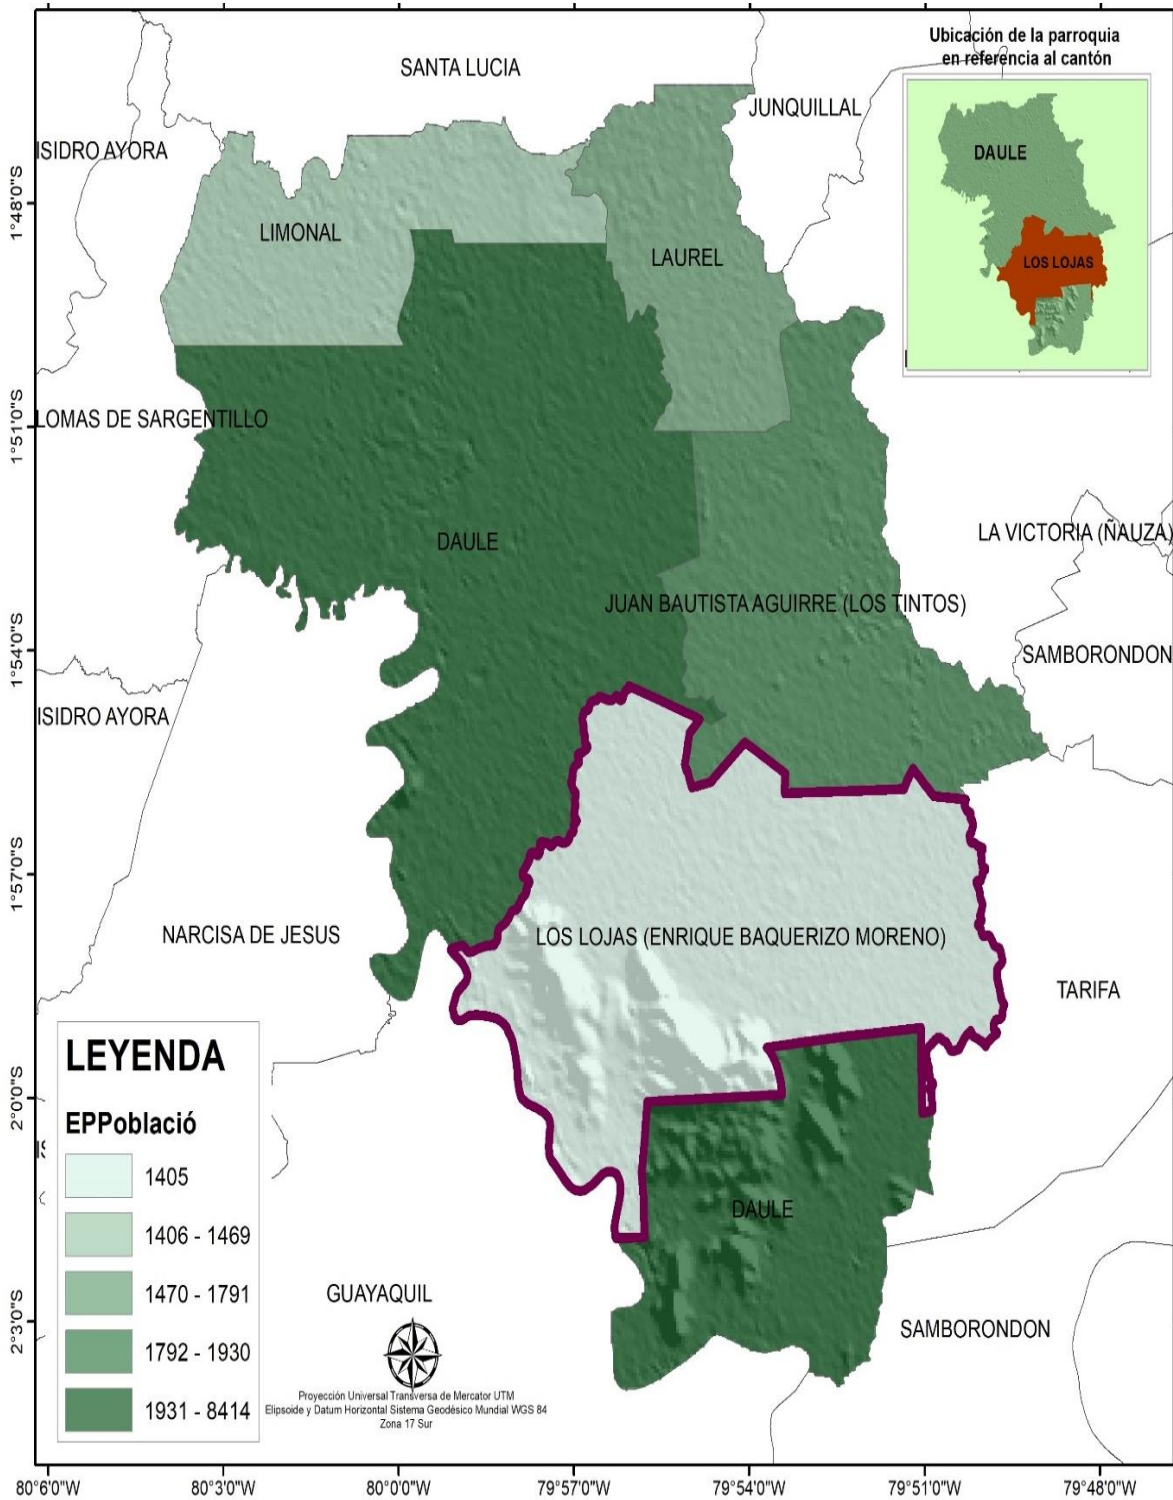 Ubicación de la parroquia
en referencia al cantón
SANTA LUCIA
JUNQUILLAL
ISIDRO AYORA
DAULE
LOS LOJAS
LIMONAL
LAUREL
LOMAS DE SARGENTILLO
DAULE
LA VICTORIA (ÑAUZA)
JUAN BAUTISTA AGUIRRE (LOS TINTOS)
SAMBORONDON
ISIDRO AYORA
NARCISA DE JESUS
LOS LOJAS (ENRIQUE BAQUERIZO MORENO)
TARIFA
DAULE
GUAYAQUIL
SAMBORONDON
LEYENDA
EPPoblació
1405
1406 - 1469
1470 - 1791
1792 - 1930
1931 - 8414
Proyección Universal Transversa de Mercator UTM
Elipsoide y Datum Horizontal Sistema Geodésico Mundial WGS 84
Zona 17 Sur
1°48'0"S
1°51'0"S
1°54'0"S
1°57'0"S
2°0'0"S
2°3'0"S
80°6'0"W
80°3'0"W
80°0'0"W
79°57'0"W
79°54'0"W
79°51'0"W
79°48'0"W